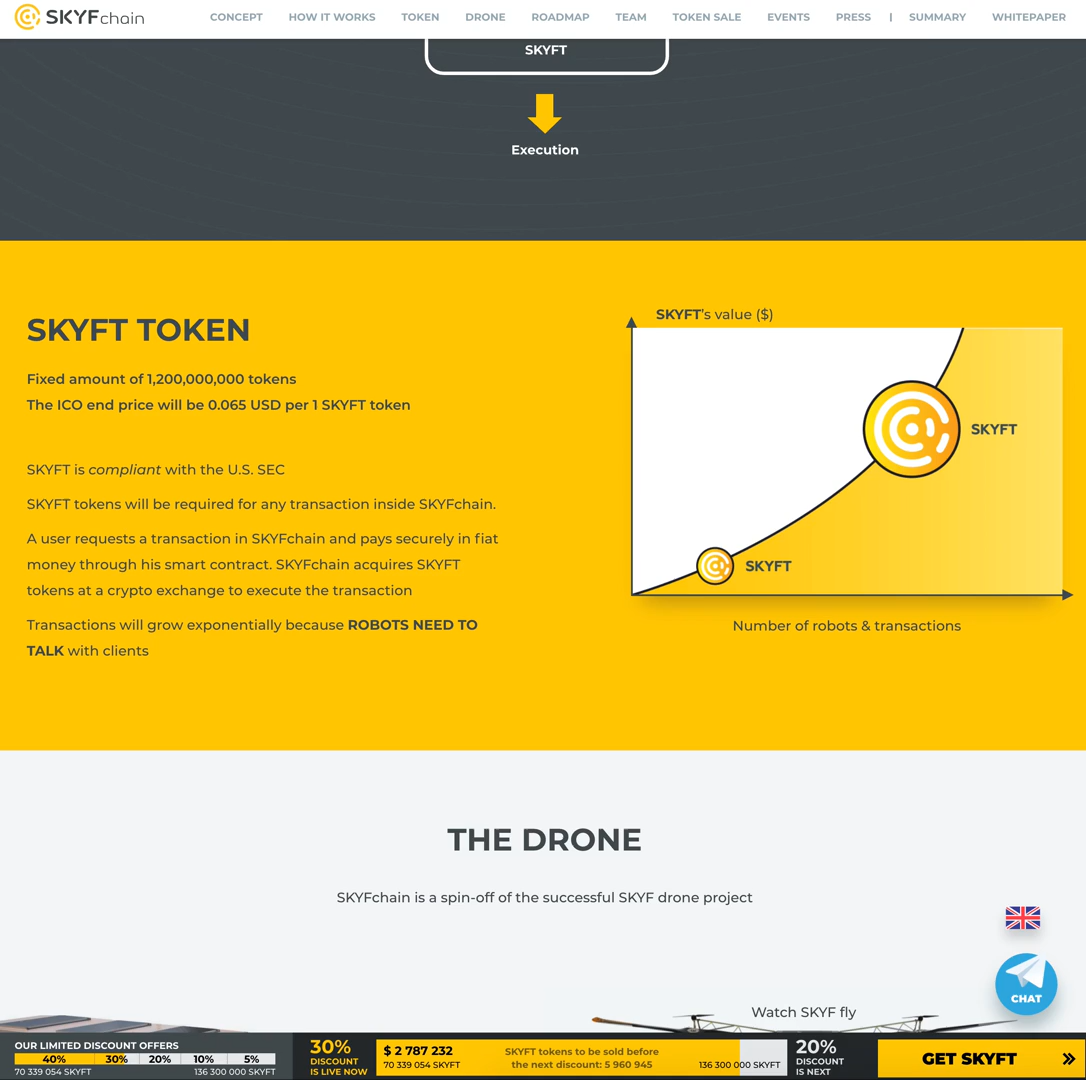 SKYFchain
CONCEPT HOW IT WORKS TOKEN DRONE ROADMAP TEAM TOKEN SALE EVENTS PRESS | SUMMARY WHITEPAPER
SKYFT
Execution
SKYFT TOKEN
Fixed amount of 1,200,000,000 tokens
The ICO end price will be 0.065 USD per 1 SKYFT token
SKYFT is compliant with the U.S. SEC
SKYFT tokens will be required for any transaction inside SKYFchain.
A user requests a transaction in SKYFchain and pays securely in fiat
money through his smart contract. SKYFchain acquires SKYFT
tokens at a crypto exchange to execute the transaction
Transactions will grow exponentially because ROBOTS NEED TO
TALK with clients
SKYFT's value ($)
SKYFT
SKYFT
Number of robots & transactions
THE DRONE
SKYFchain is a spin-off of the successful SKYF drone project
CHAT
Watch SKYF fly
OUR LIMITED DISCOUNT OFFERS
40% 30% 20% 10% 5%
70 339 054 SKYFT 136 300 000 SKYFT
30%
DISCOUNT
IS LIVE NOW
$ 2 787 232
70 339 054 SKYFT
SKYFT tokens to be sold before
the next discount: 5 960 945
136 300 000 SKYFT
20%
DISCOUNT
IS NEXT
GET SKYFT